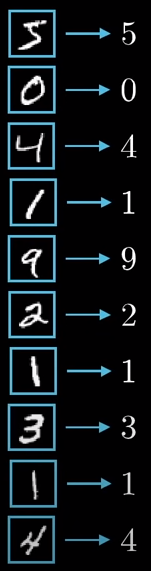 5 → 5
0 → 0
4 → 4
1 → 1
9 → 9
2 → 2
1 → 1
3 → 3
1 → 1
4 → 4